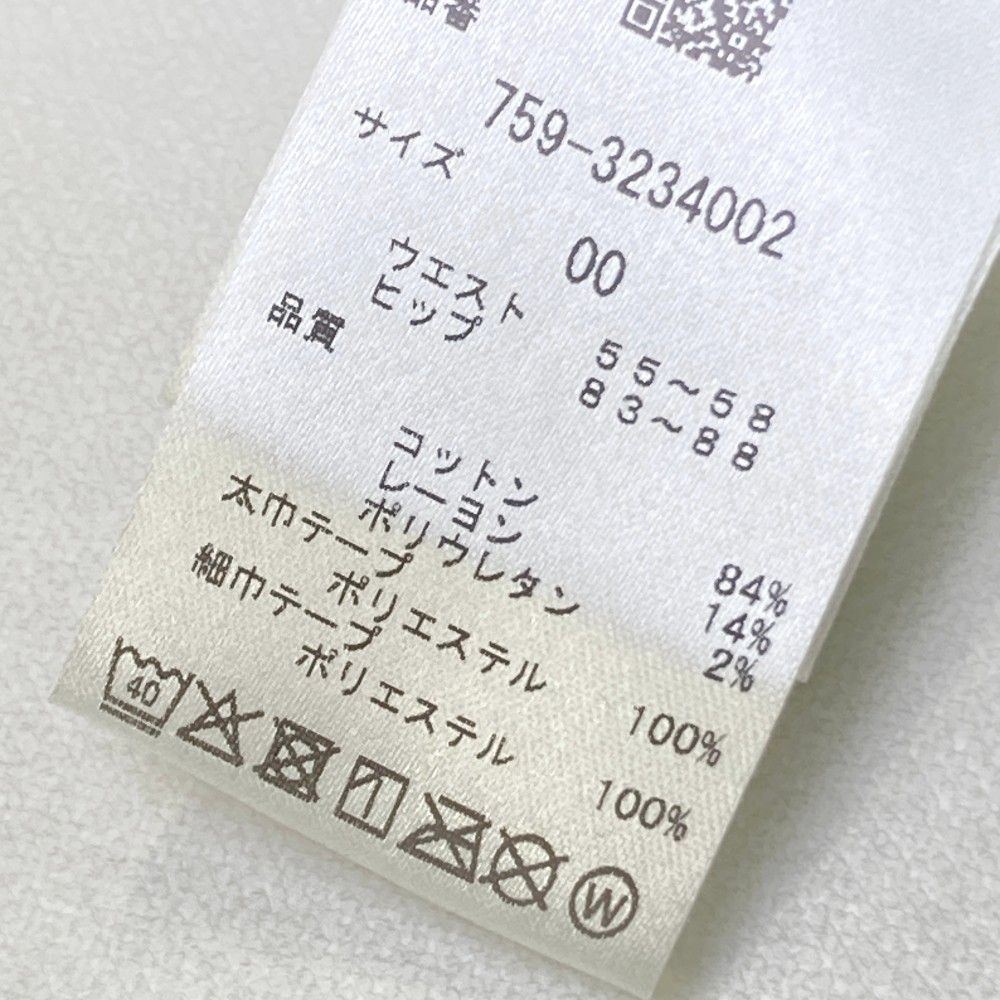 品番
759-3234002
サイズ
00
ウエスト 55～58
ヒップ 83～88
品質
コットン 84%
レーヨン 14%
ポリウレタン 2%
太巾テープ
ポリエステル 100%
細巾テープ
ポリエステル 100%
40
W